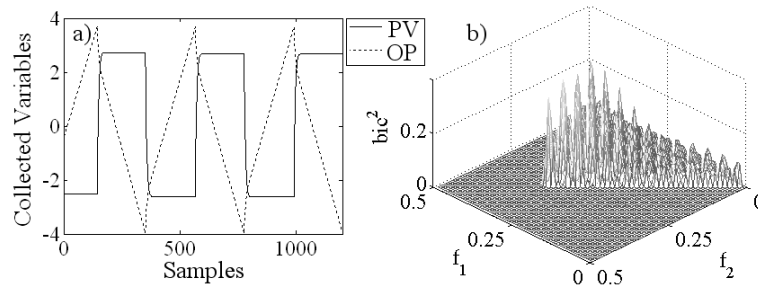 a)
PV
OP
4
2
0
-2
-4
0
500
1000
Collected Variables
Samples
b)
bic²
0.2
0
0.5
0.25
0
f₁
0.5
0.25
0
f₂